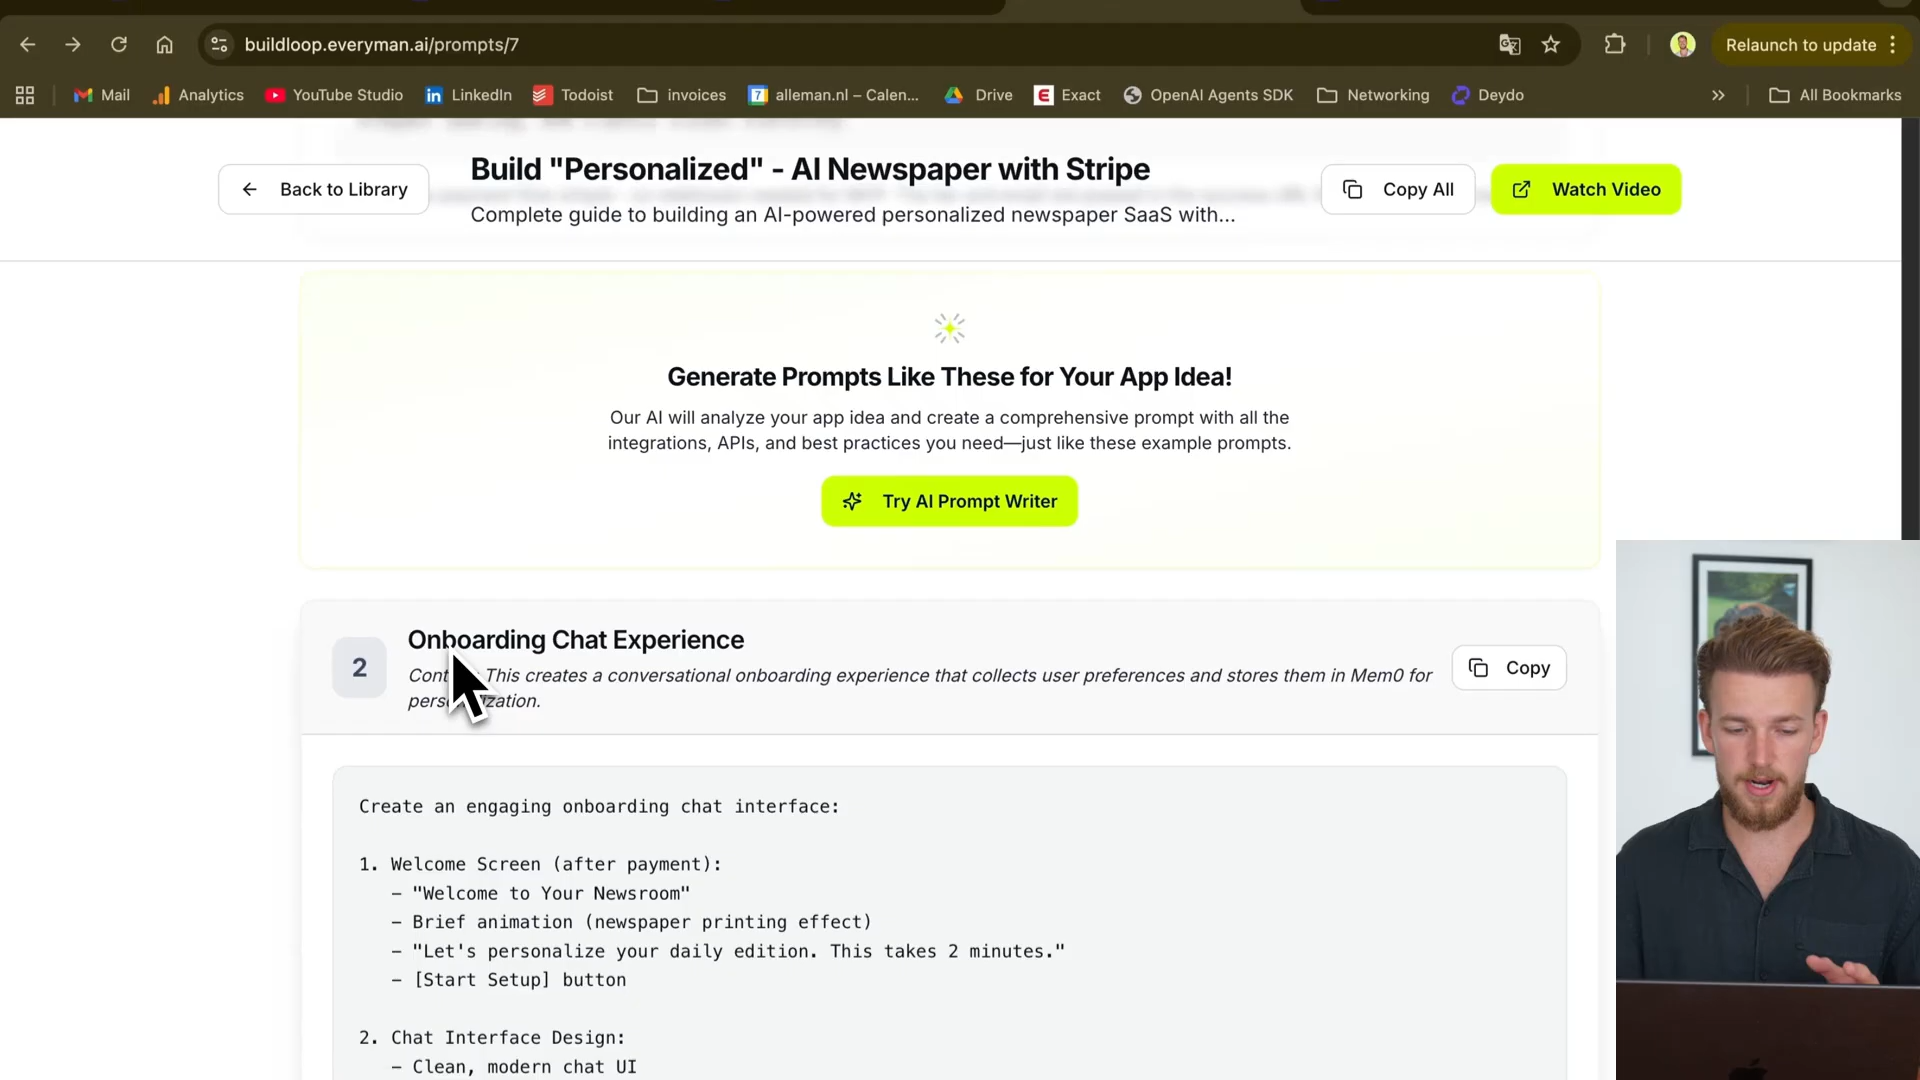 buildloop.everyman.ai/prompts/7
Relaunch to update
Mail
Analytics
YouTube Studio
LinkedIn
Todoist
invoices
7
alleman.nl – Calen...
Drive
Exact
OpenAI Agents SDK
Networking
Deydo
All Bookmarks
Back to Library
Build "Personalized" - AI Newspaper with Stripe
Complete guide to building an AI-powered personalized newspaper SaaS with...
Copy All
Watch Video
Generate Prompts Like These for Your App Idea!
Our AI will analyze your app idea and create a comprehensive prompt with all the
integrations, APIs, and best practices you need—just like these example prompts.
Try AI Prompt Writer
2
Onboarding Chat Experience
This creates a conversational onboarding experience that collects user preferences and stores them in Mem0 for
Copy
Create an engaging onboarding chat interface:
1. Welcome Screen (after payment):
– "Welcome to Your Newsroom"
– Brief animation (newspaper printing effect)
– "Let's personalize your daily edition. This takes 2 minutes."
– [Start Setup] button
2. Chat Interface Design:
– Clean, modern chat UI